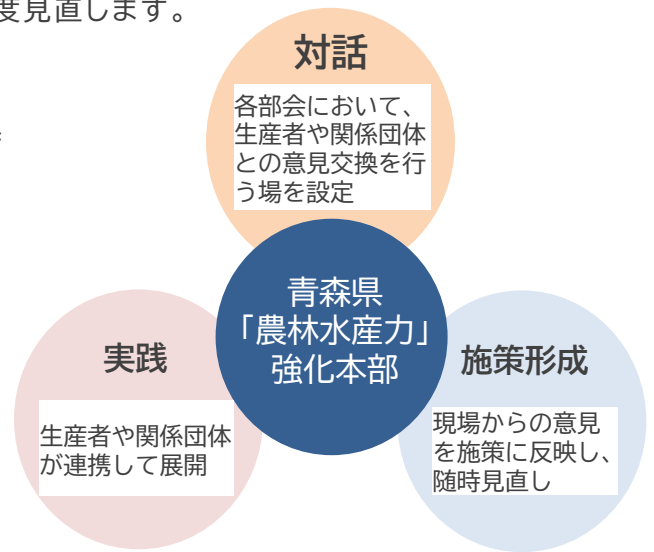 度見直します。
対話
各部会において、
生産者や関係団体
との意見交換を行
う場を設定
青森県
「農林水産力」
強化本部
実践
生産者や関係団体
が連携して展開
施策形成
現場からの意見
を施策に反映し、
随時見直し